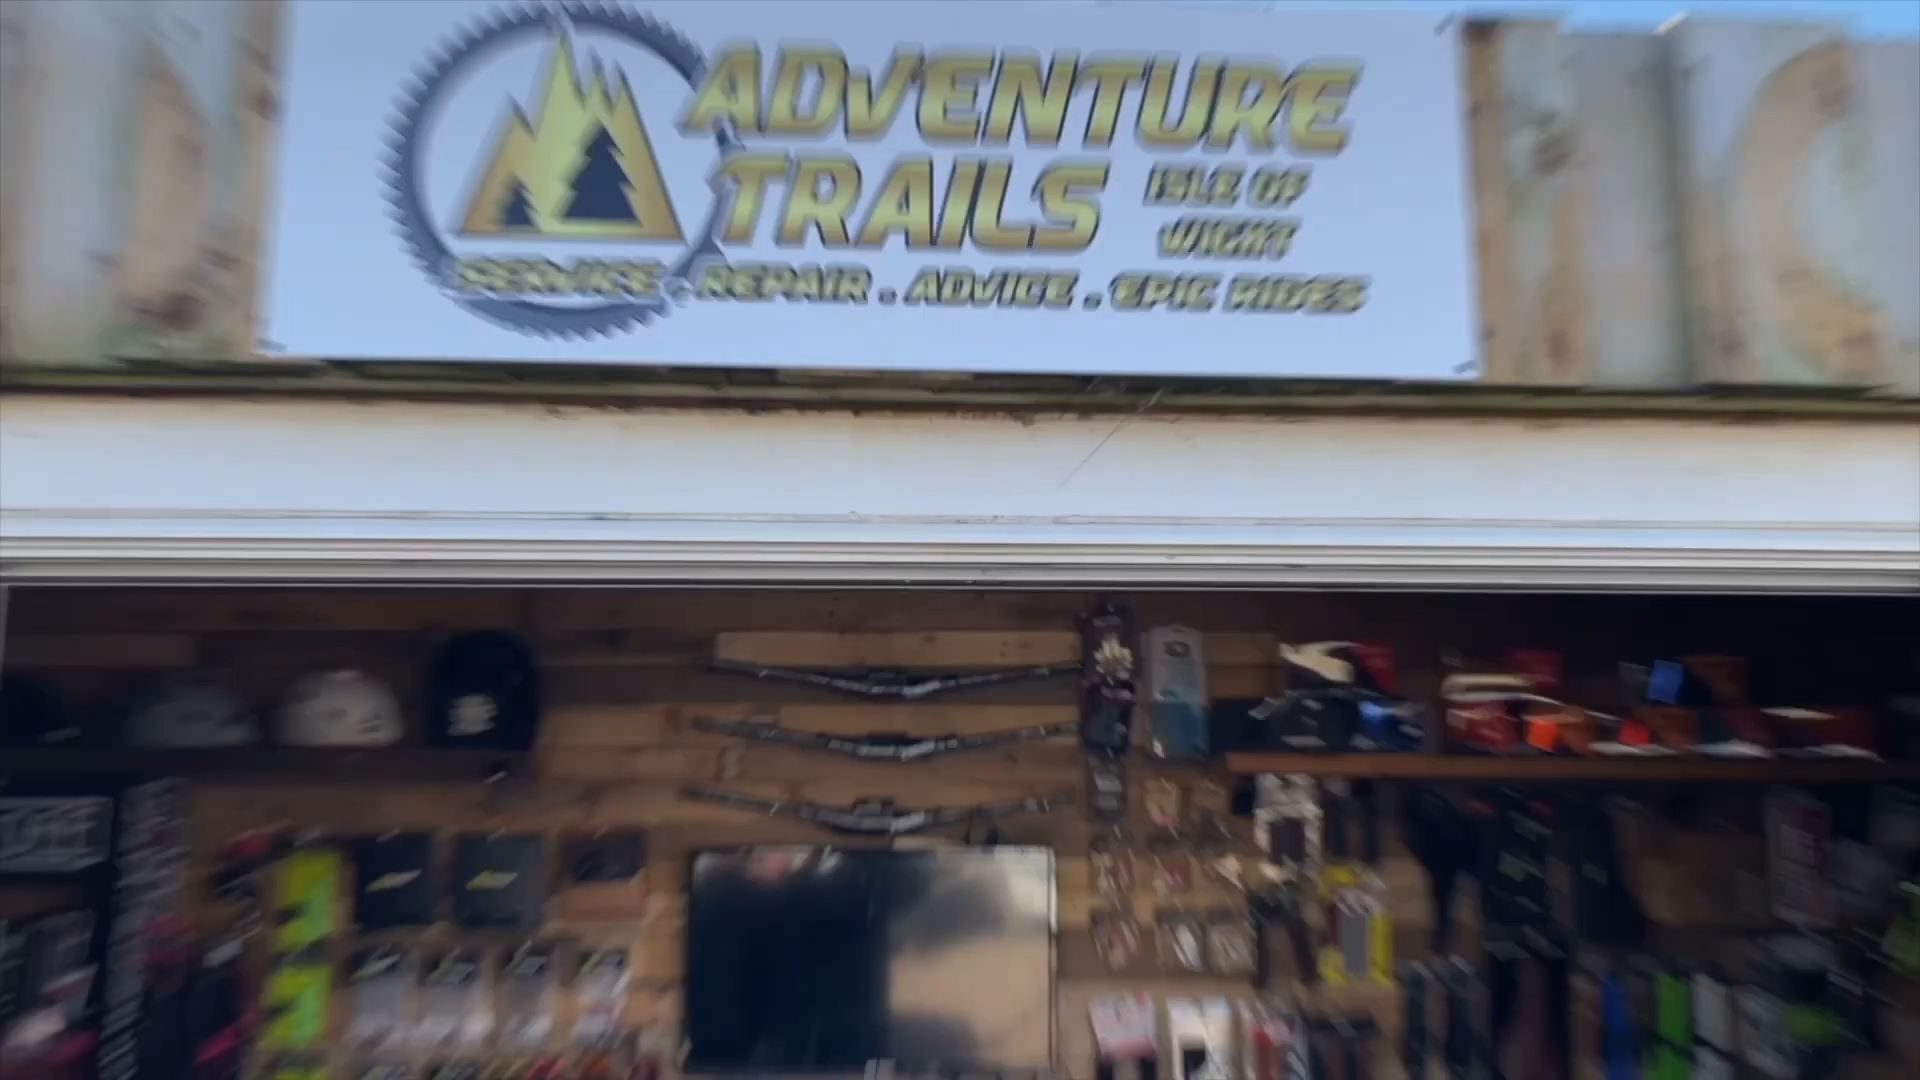 ADVENTURE
TRAILS
ISLE OF
WIGHT
SERVICE . REPAIR . ADVICE . EPIC RIDES